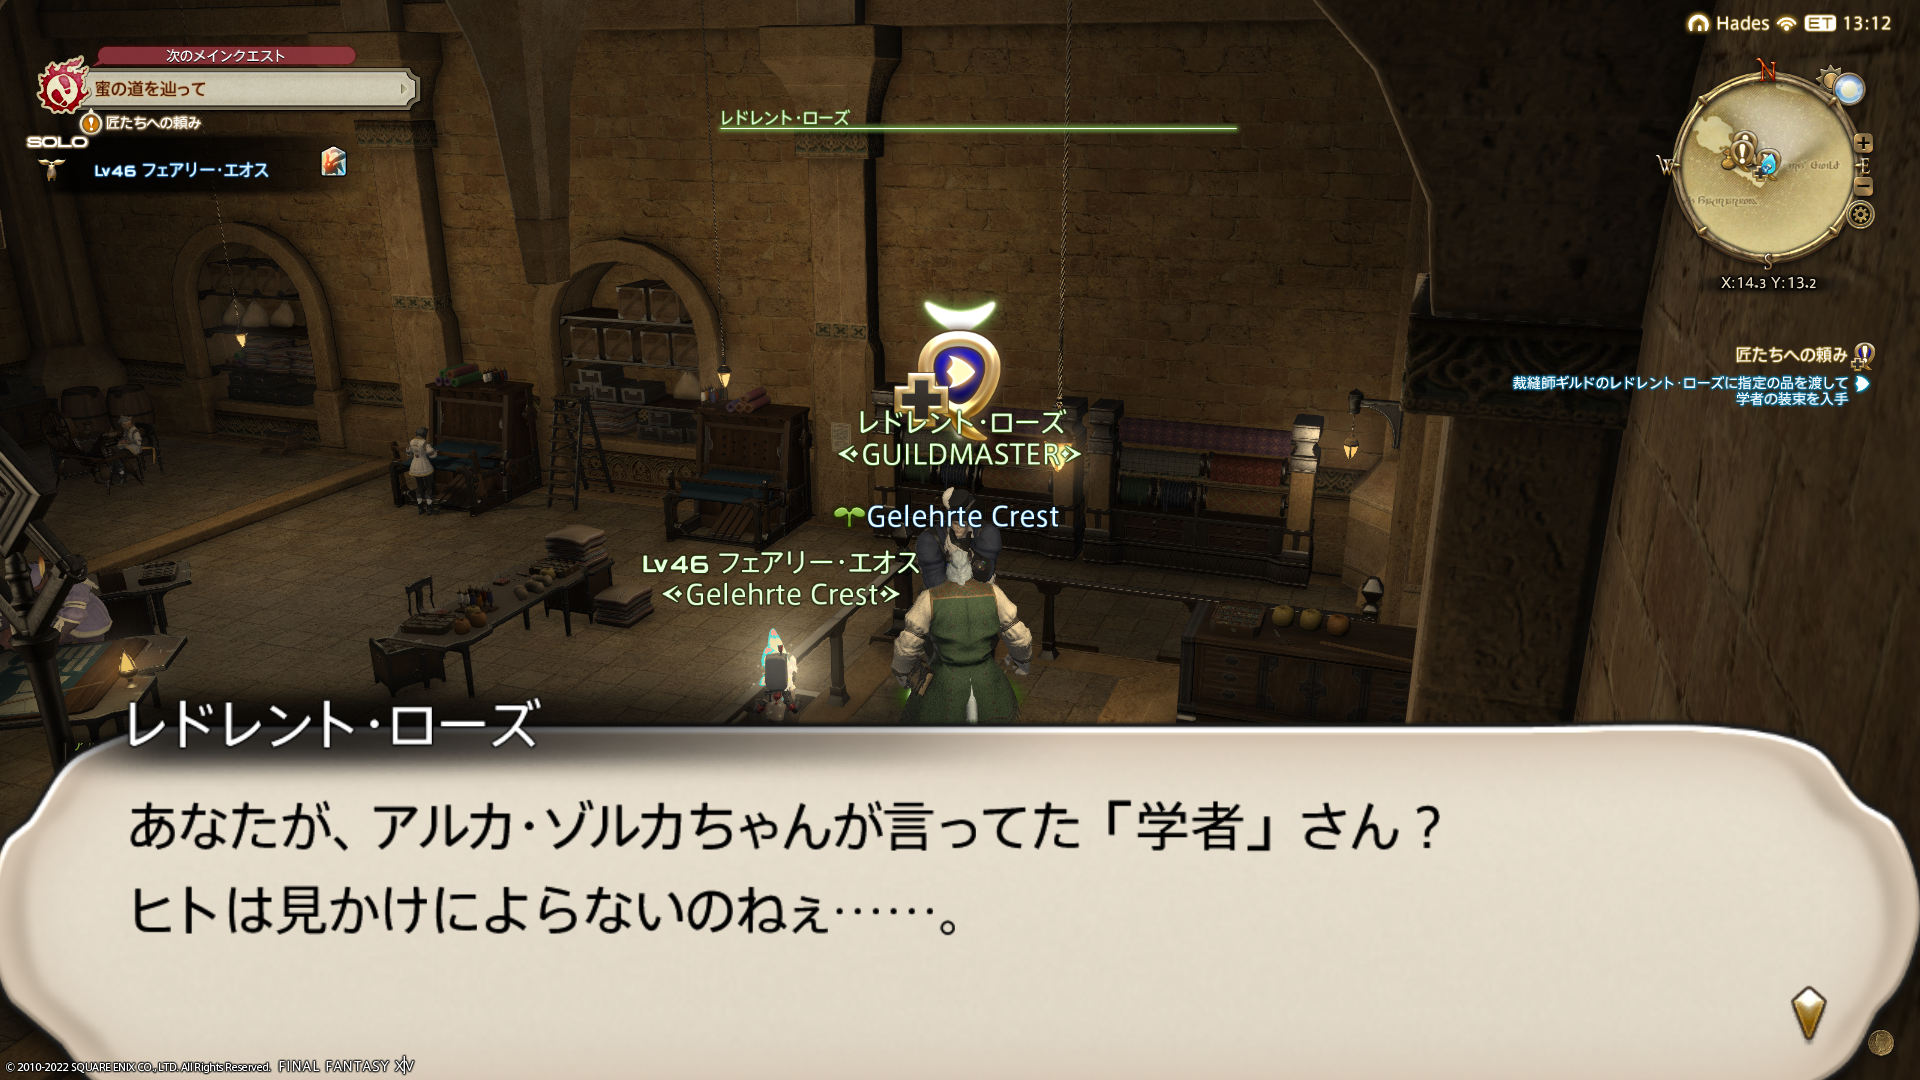 Hades ET 13:12
次のメインクエスト
蜜の道を辿って
匠たちへの頼み
SOLO
Lv46 フェアリー・エオス
レドレント・ローズ
N
W
E
S
X:14.3 Y:13.2
匠たちへの頼み
裁縫師ギルドのレドレント・ローズに指定の品を渡して
学者の装束を入手
レドレント・ローズ
GUILDMASTER
Gelehrte Crest
Lv46 フェアリー・エオス
Gelehrte Crest
レドレント・ローズ
あなたが、アルカ・ゾルカちゃんが言ってた「学者」さん？
ヒトは見かけによらないのねぇ……。
© 2010-2022 SQUARE ENIX CO., LTD. All Rights Reserved. FINAL FANTASY XIV